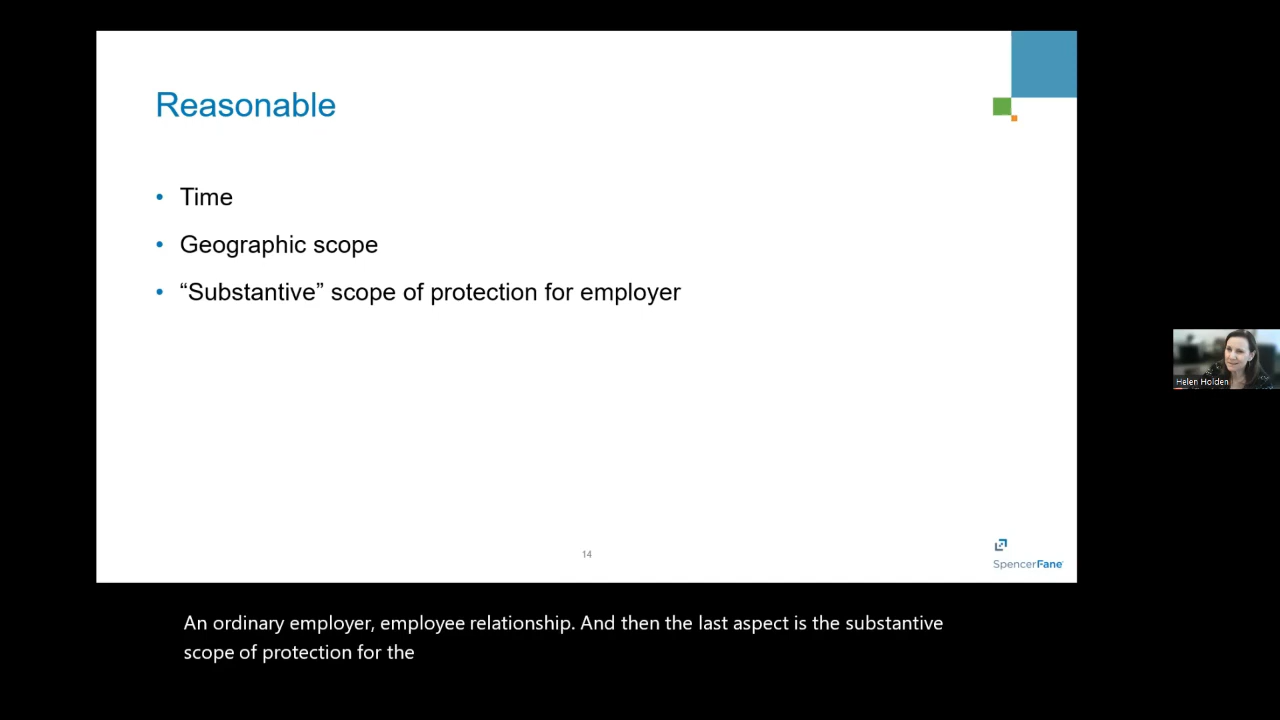 Reasonable
• Time
• Geographic scope
• “Substantive” scope of protection for employer
Helen Holden
14
SpencerFane
An ordinary employer, employee relationship. And then the last aspect is the substantive
scope of protection for the